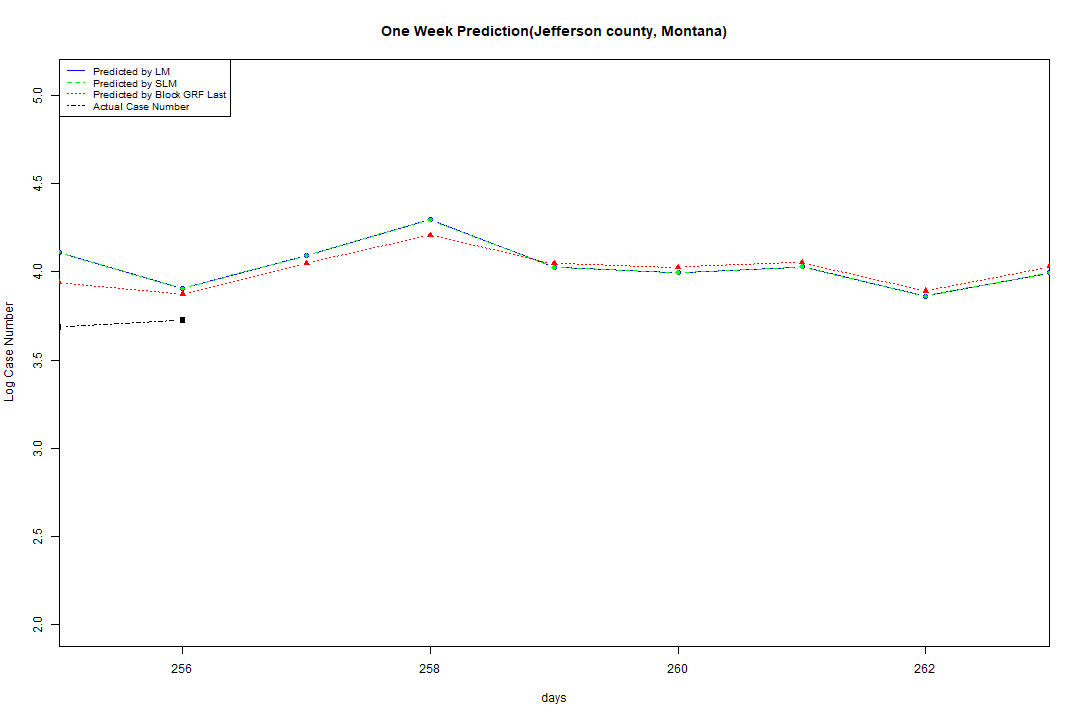 One Week Prediction(Jefferson county, Montana)
Predicted by LM
Predicted by SLM
Predicted by Block GRF Last
Actual Case Number
5.0
4.5
4.0
3.5
3.0
2.5
2.0
Log Case Number
256
258
260
262
days